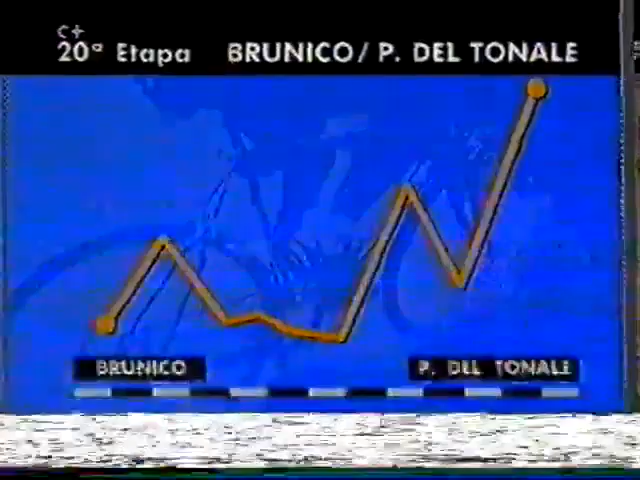 C+
20ª Etapa BRUNICO / P. DEL TONALE
BRUNICO
P. DEL TONALE